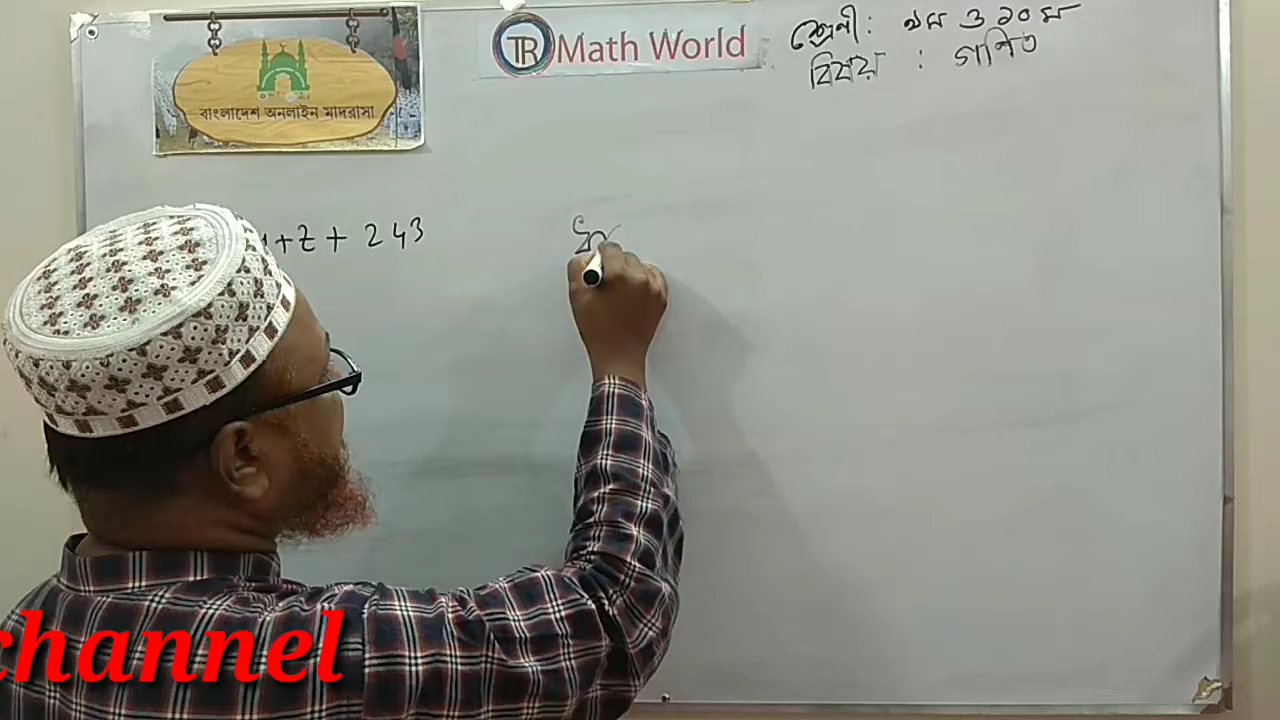 বাংলাদেশ অনলাইন মাদরাসা
TR Math World
শ্রেণী : ৯ম ও ১০ম
বিষয় : গণিত
+z + 243
channel